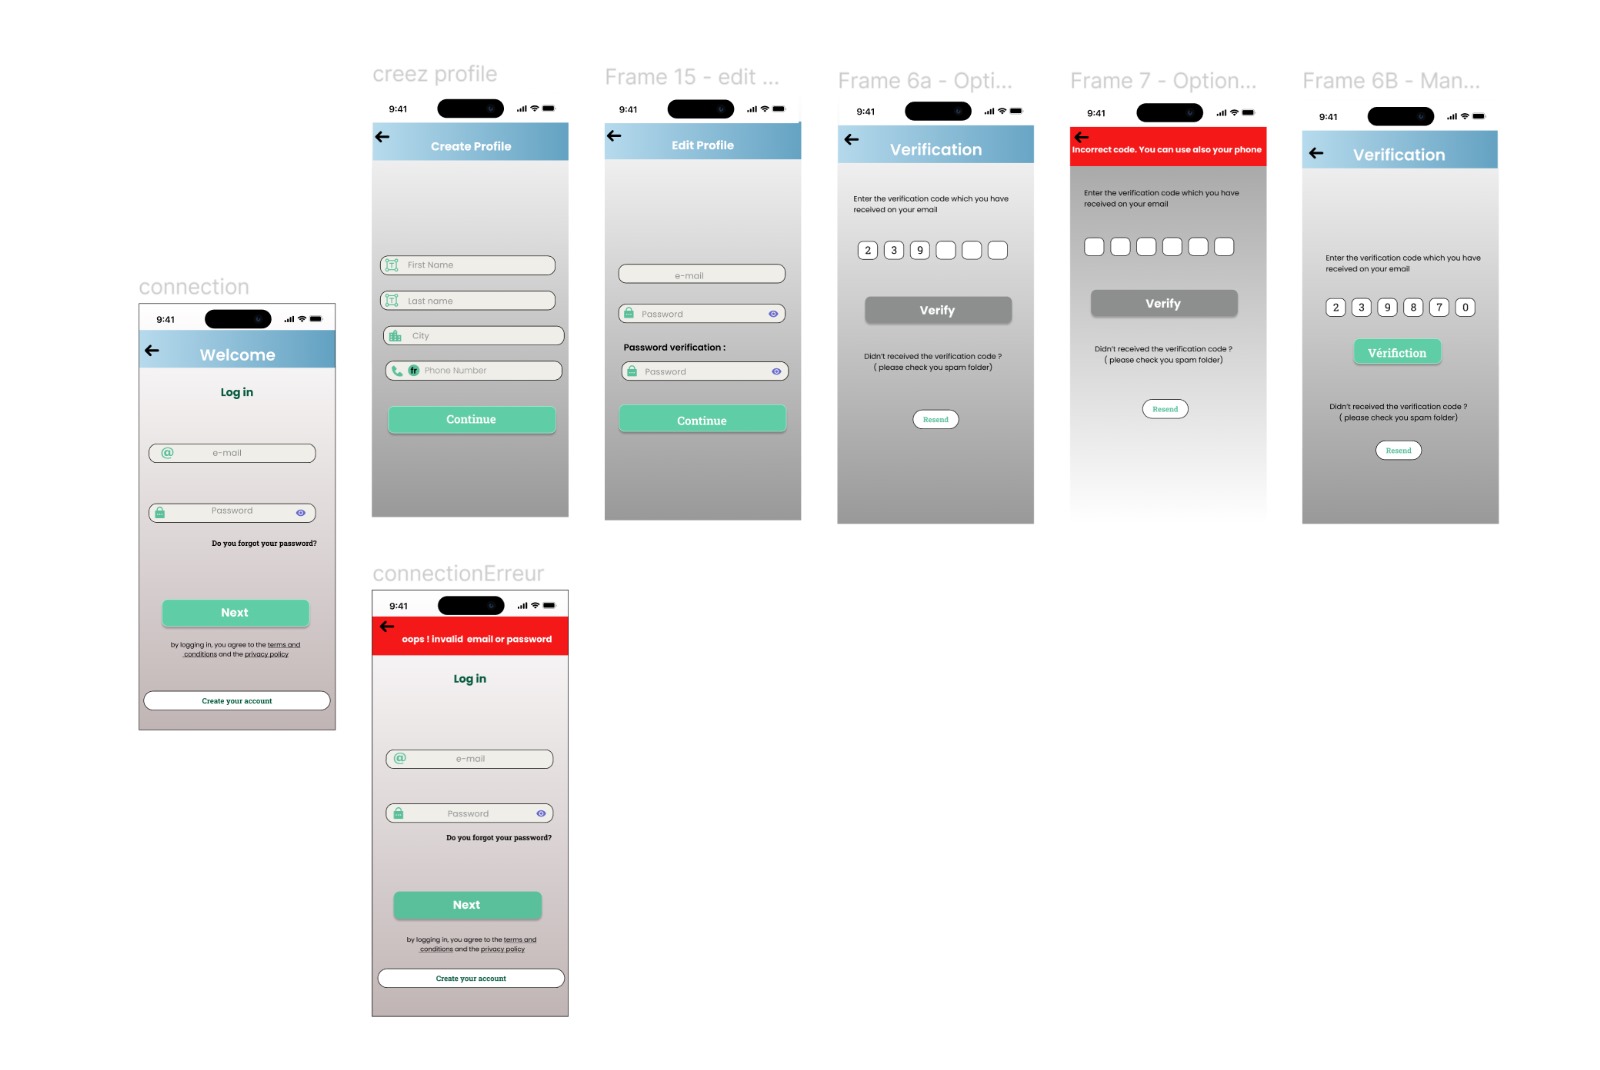 connection
9:41
Welcome
Log in
@
e-mail
Password
Do you forgot your password?
Next
by logging in, you agree to the terms and
conditions and the privacy policy
Create your account
creez profile
9:41
Create Profile
First Name
Last name
City
fr
Phone Number
Continue
connectionErreur
9:41
oops ! invalid email or password
Log in
@
e-mail
Password
Do you forgot your password?
Next
by logging in, you agree to the terms and
conditions and the privacy policy
Create your account
Frame 15 - edit ...
9:41
Edit Profile
e-mail
Password
Password verification :
Password
Continue
Frame 6a - Opti...
9:41
Verification
Enter the verification code which you have
received on your email
2 3 9
Verify
Didn't received the verification code ?
( please check you spam folder)
Resend
Frame 7 - Option...
9:41
Incorrect code. You can use also your phone
Enter the verification code which you have
received on your email
Verify
Didn't received the verification code ?
( please check you spam folder)
Resend
Frame 6B - Man...
9:41
Verification
Enter the verification code which you have
received on your email
2 3 9 8 7 0
Vérifiction
Didn't received the verification code ?
( please check you spam folder)
Resend